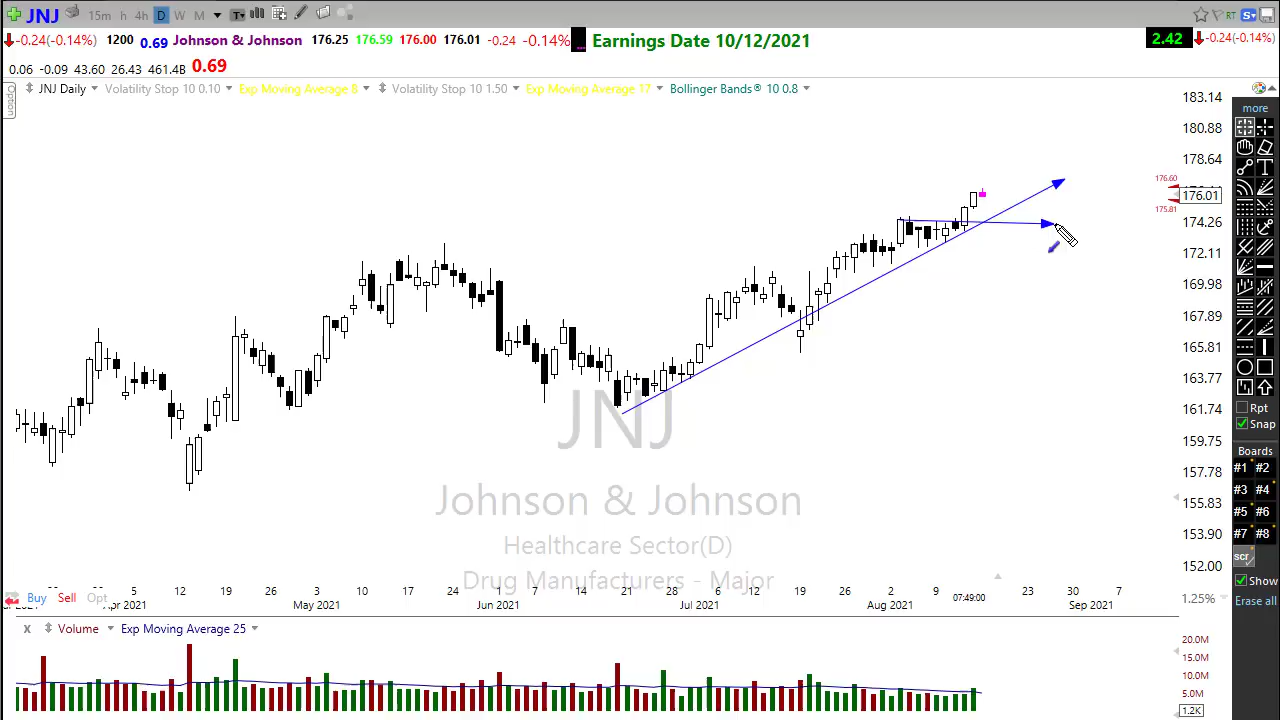 JNJ 15m h 4h D W M T
RT S
-0.24(-0.14%) 1200 0.69 Johnson & Johnson 176.25 176.59 176.00 176.01 -0.24 -0.14% Earnings Date 10/12/2021 2.42 -0.24(-0.14%)
0.06 -0.09 43.60 26.43 461.4B 0.69
Option
JNJ Daily Volatility Stop 10 0.10 Exp Moving Average 8 Volatility Stop 10 1.50 Exp Moving Average 17 Bollinger Bands® 10 0.8
183.14
180.88
178.64
176.60
176.01
175.81
174.26
172.11
169.98
167.89
165.81
163.77
161.74
159.75
157.78
155.83
153.90
152.00
1.25%
JNJ
Johnson & Johnson
Healthcare Sector(D)
Drug Manufacturers - Major
more
T
Rpt
Snap
Boards
#1 #2
#3 #4
#5 #6
#7 #8
scr
Show
Erase all
5 12 19 26 3 10 17 24 7 14 21 28 6 12 19 26 2 9 23 30 7
Buy Sell Opt
07:49:00
Apr 2021 May 2021 Jun 2021 Jul 2021 Aug 2021 Sep 2021
x Volume Exp Moving Average 25
20.0M
15.0M
10.0M
5.0M
1.2K